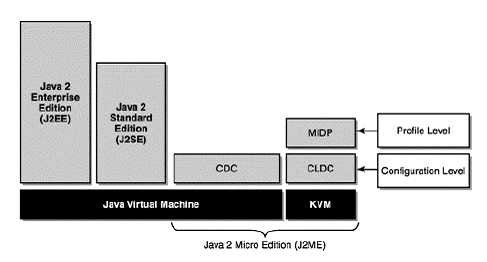 Java 2
Enterprise
Edition
(J2EE)
Java 2
Standard
Edition
(J2SE)
MIDP
Profile Level
CDC
CLDC
Configuration Level
Java Virtual Machine
KVM
Java 2 Micro Edition (J2ME)